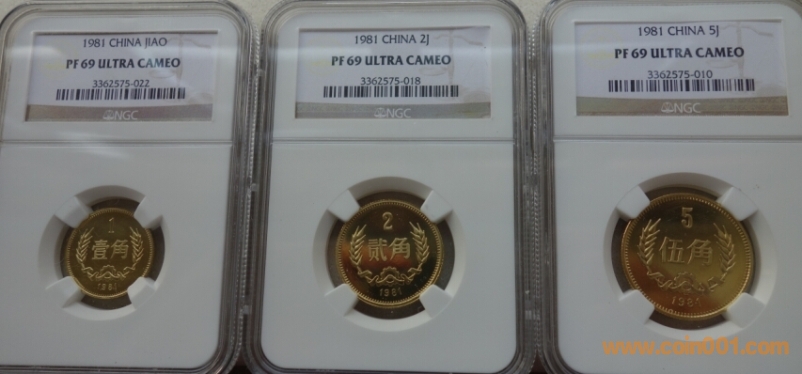 1981 CHINA JIAO
PF 69 ULTRA CAMEO
3362575-022
NGC
1
壹角
1981
1981 CHINA 2J
PF 69 ULTRA CAMEO
3362575-018
NGC
2
贰角
1981
1981 CHINA 5J
PF 69 ULTRA CAMEO
3362575-010
NGC
5
伍角
1981
www.coin001.com